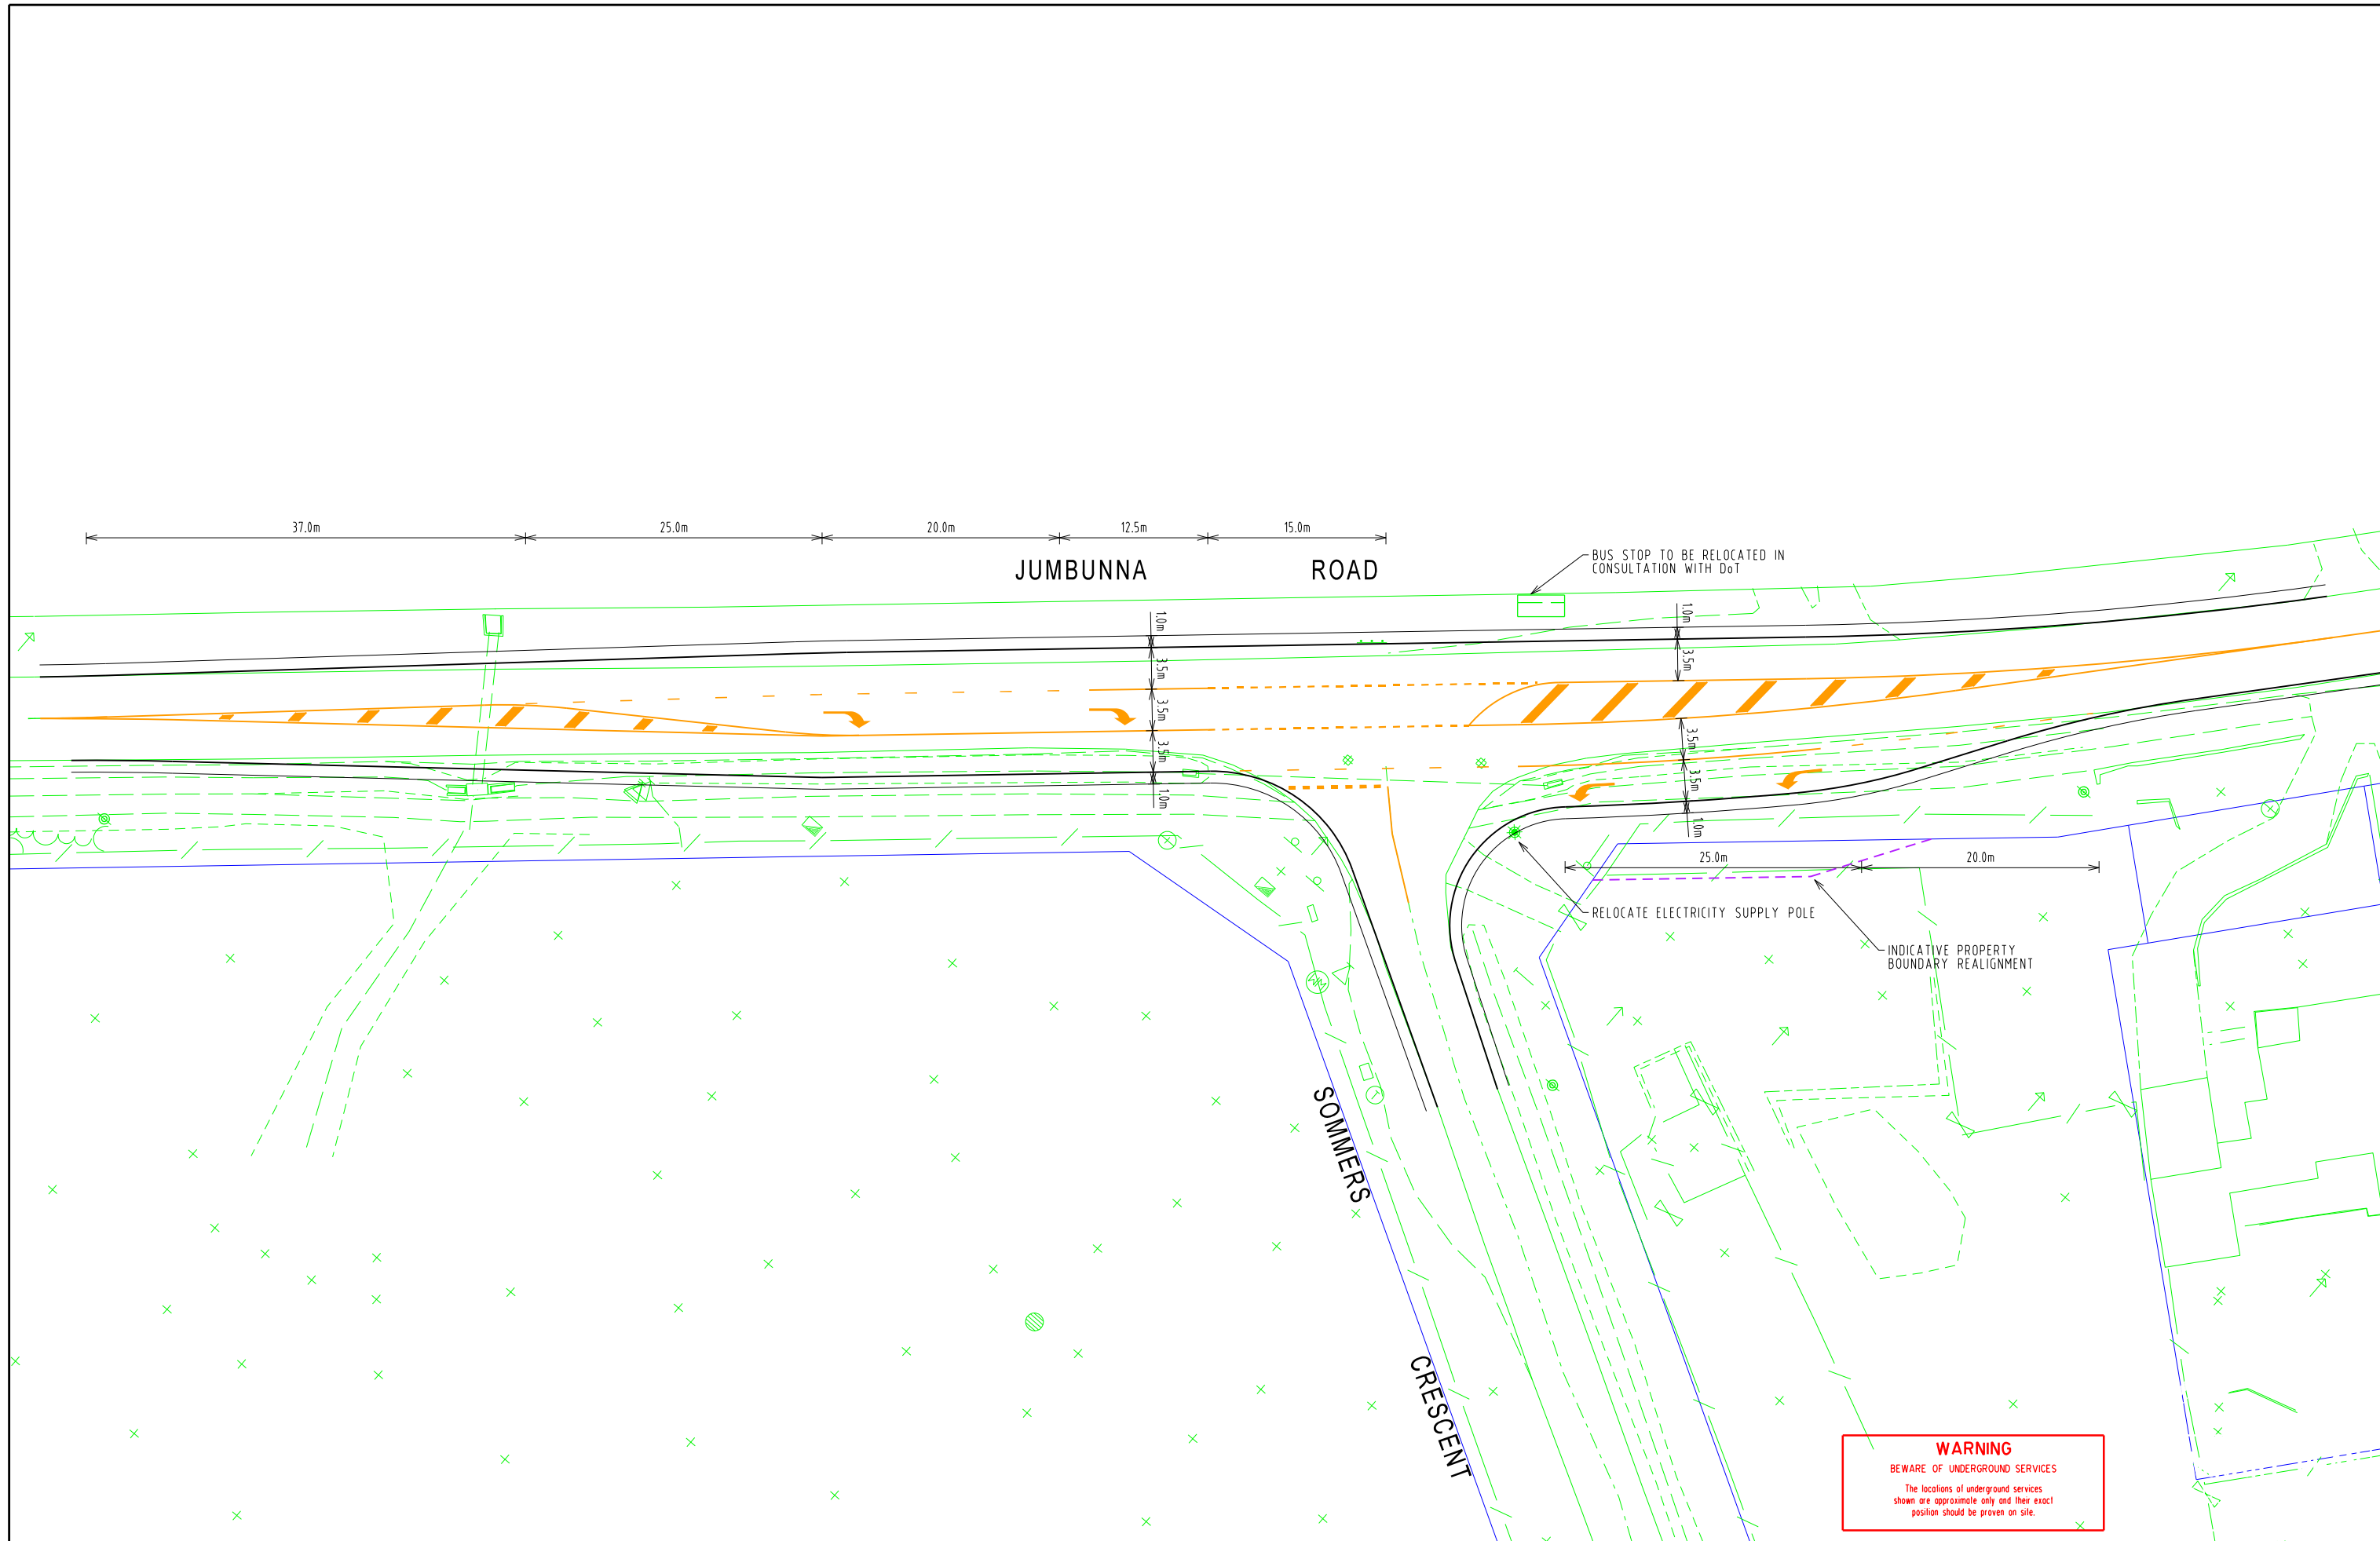 37.0m
25.0m
20.0m
12.5m
15.0m
JUMBUNNA ROAD
BUS STOP TO BE RELOCATED IN
CONSULTATION WITH DoT
1.0m
3.5m
3.5m
3.5m
1.0m
1.0m
3.5m
3.5m
3.5m
1.0m
25.0m
20.0m
RELOCATE ELECTRICITY SUPPLY POLE
INDICATIVE PROPERTY
BOUNDARY REALIGNMENT
SOMMERS
CRESCENT
WARNING
BEWARE OF UNDERGROUND SERVICES
The locations of underground services
shown are approximate only and their exact
position should be proven on site.